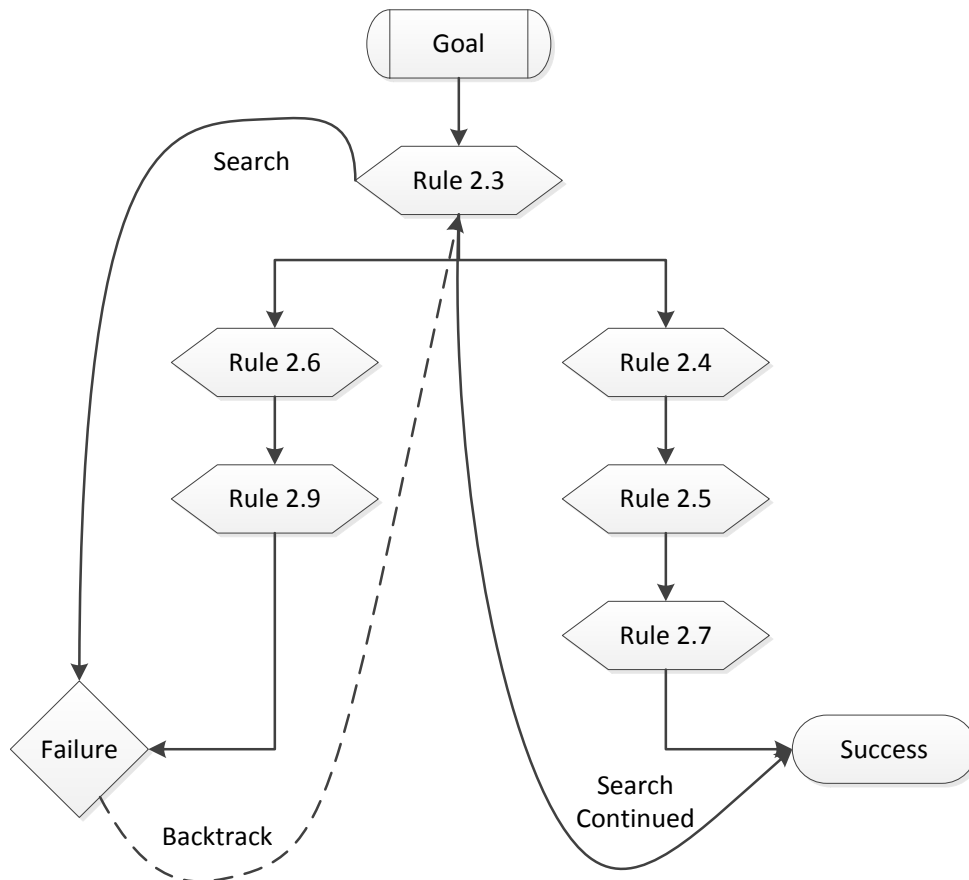 Goal
Search
Rule 2.3
Rule 2.6
Rule 2.4
Rule 2.9
Rule 2.5
Rule 2.7
Failure
Success
Search
Continued
Backtrack